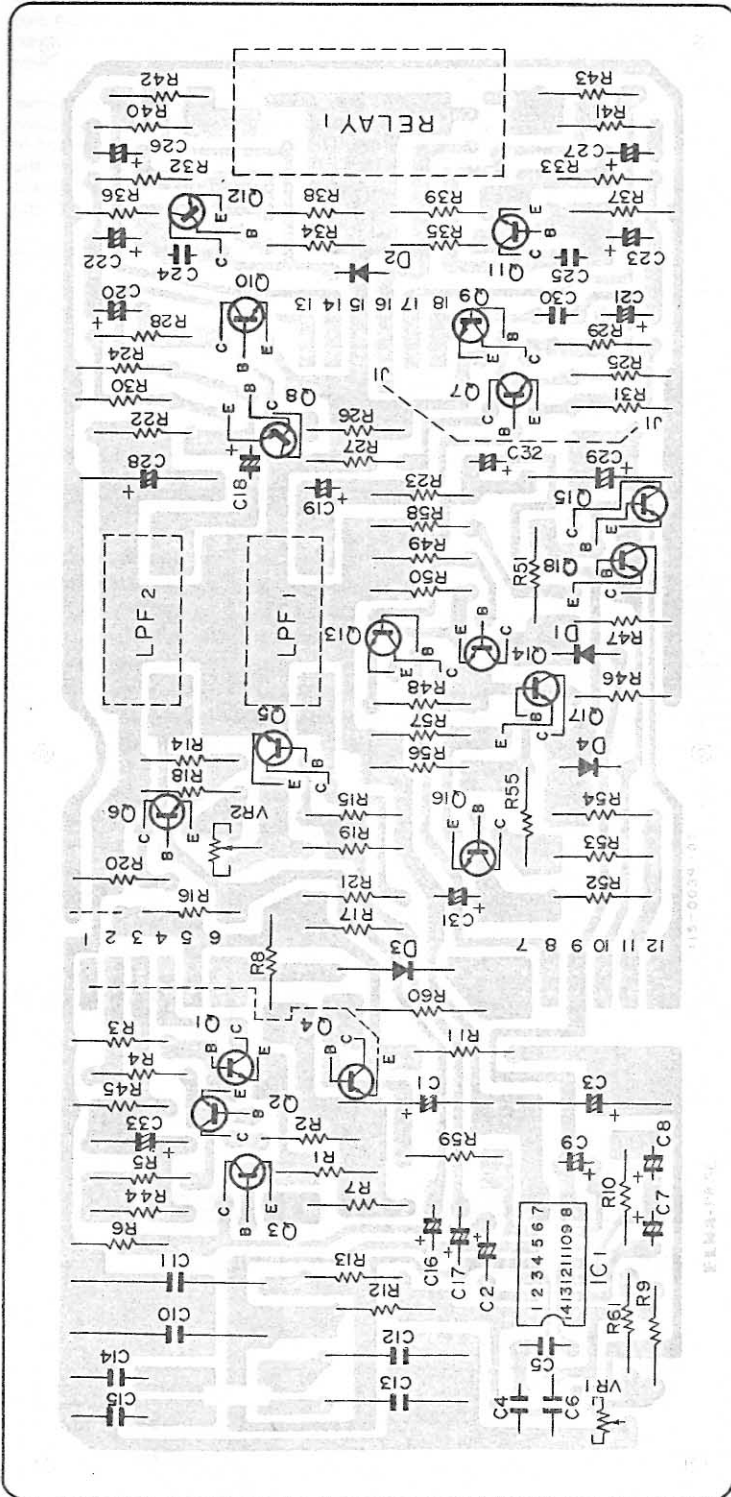 R42
R40
C26
R32
RELAY 1
R43
R41
C27
R33
R36
C22
C24
Q12
E
B
C
R38
R34
D2
R39
R35
Q11
E
B
C
C25
R37
C23
C20
R28
R24
R30
R22
C28
Q10
C
B
E
B
E
C
Q8
C18
18 17 16 15 14 13
R26
R27
C19
Q9
E
B
C
Q7
C
B
E
J1
C30
C21
R29
R25
R31
J1
C32
C29
Q15
C
B
E
Q18
E
B
C
R23
R58
R49
R50
R51
LPF 2
LPF 1
Q13
B
E
C
Q14
E
B
C
D1
R47
R46
Q17
E
B
C
D4
Q5
E
B
C
R14
R18
VR2
Q6
C
B
E
R20
R16
R48
R57
R56
R15
R19
R21
R17
Q16
E
B
C
R55
R54
R53
R52
C31
1 2 3 4 5 6
7 8 9 10 11 12
115-0034-01
R8
D3
R60
R11
R3
R4
R45
C33
R5
R44
R6
Q1
B
C
E
Q2
E
B
C
Q3
C
B
E
Q4
B
C
E
R2
R1
R7
C1
R59
C3
C9
C8
C7
R10
C16
C17
C2
1 2 3 4 5 6 7
14 13 12 11 10 9 8
IC1
C11
C10
C14
C15
R13
R12
C12
C13
C5
C4
C6
VR1
R61
R9